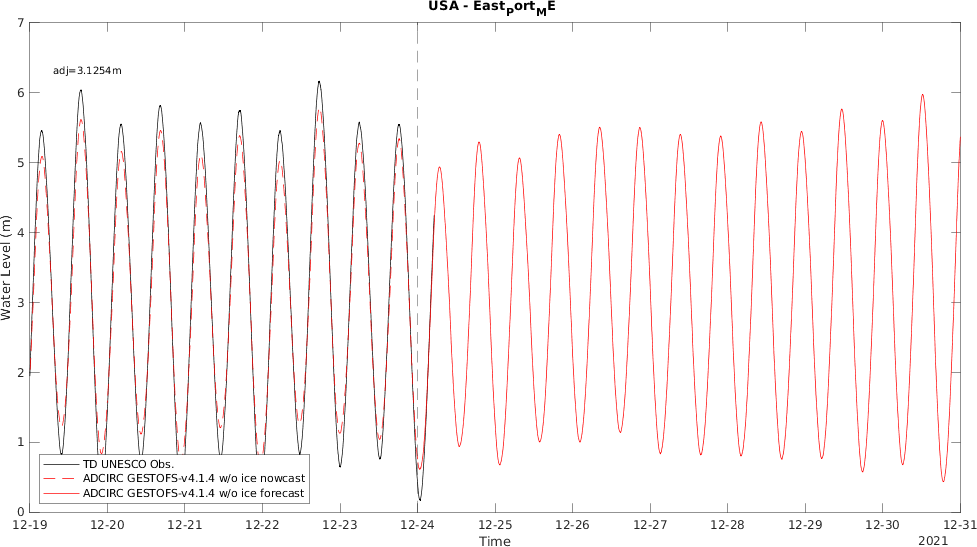 USA - EastPortME
adj=3.1254m
7
6
5
4
3
2
1
0
Water Level (m)
TD UNESCO Obs.
ADCIRC GESTOFS-v4.1.4 w/o ice nowcast
ADCIRC GESTOFS-v4.1.4 w/o ice forecast
12-19 12-20 12-21 12-22 12-23 12-24 12-25 12-26 12-27 12-28 12-29 12-30 12-31
Time
2021